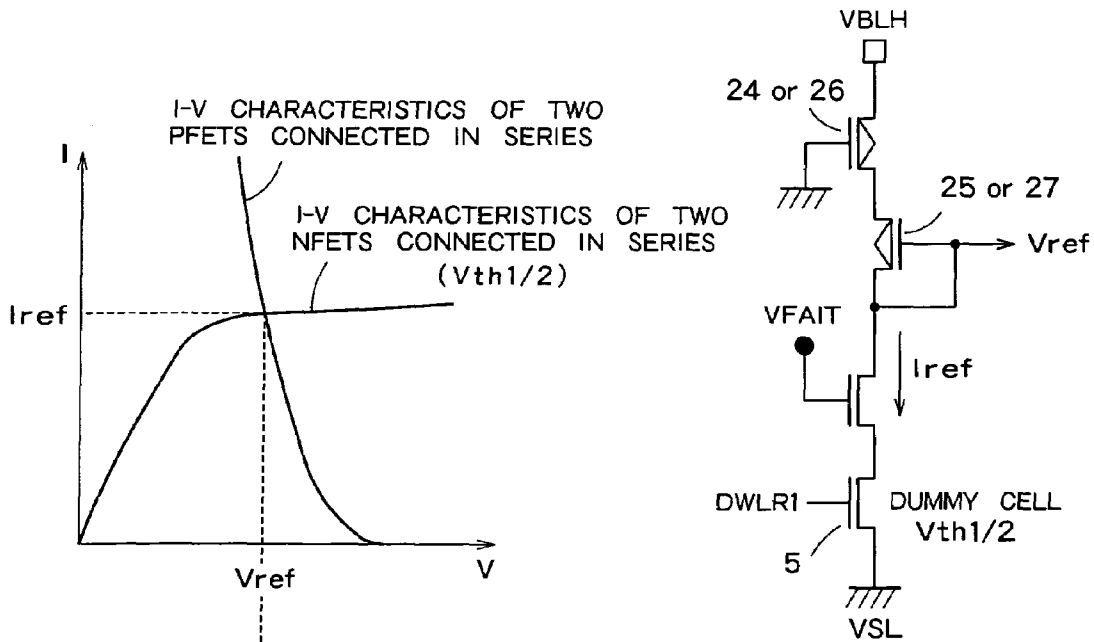 I-V CHARACTERISTICS OF TWO
PFETS CONNECTED IN SERIES
I
I-V CHARACTERISTICS OF TWO
NFETS CONNECTED IN SERIES
(Vth1/2)
Iref
Vref
V
VBLH
24 or 26
25 or 27
Vref
VFAIT
Iref
DWLR1
DUMMY CELL
Vth1/2
5
VSL